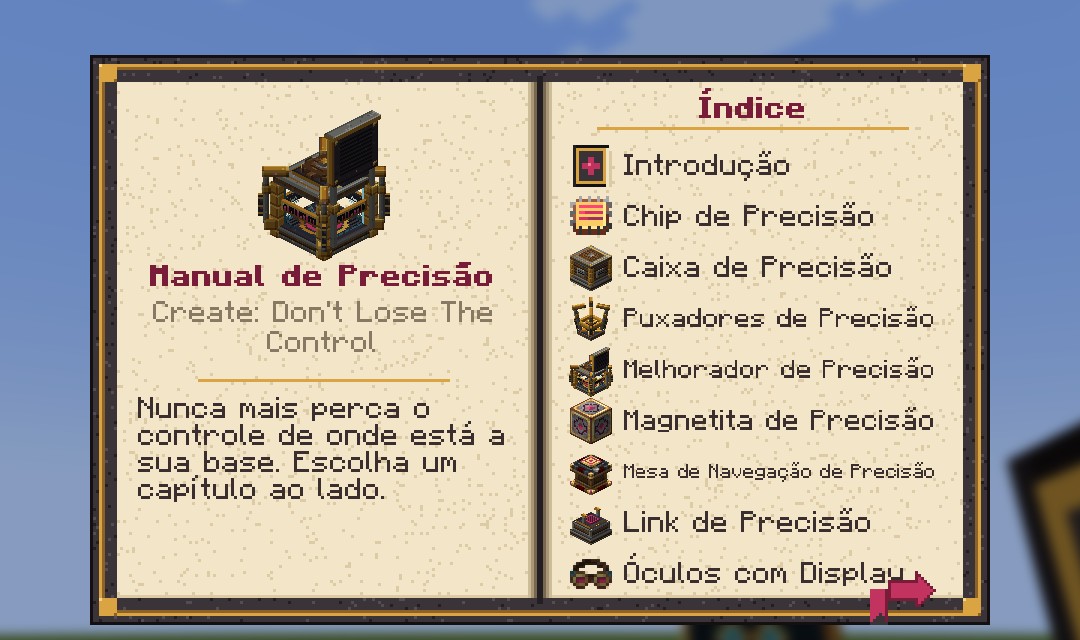 Manual de Precisão
Create: Don't Lose The
Control
Nunca mais perca o
controle de onde está a
sua base. Escolha um
capítulo ao lado.
Índice
Introdução
Chip de Precisão
Caixa de Precisão
Puxadores de Precisão
Melhorador de Precisão
Magnetita de Precisão
Mesa de Navegação de Precisão
Link de Precisão
Óculos com Display